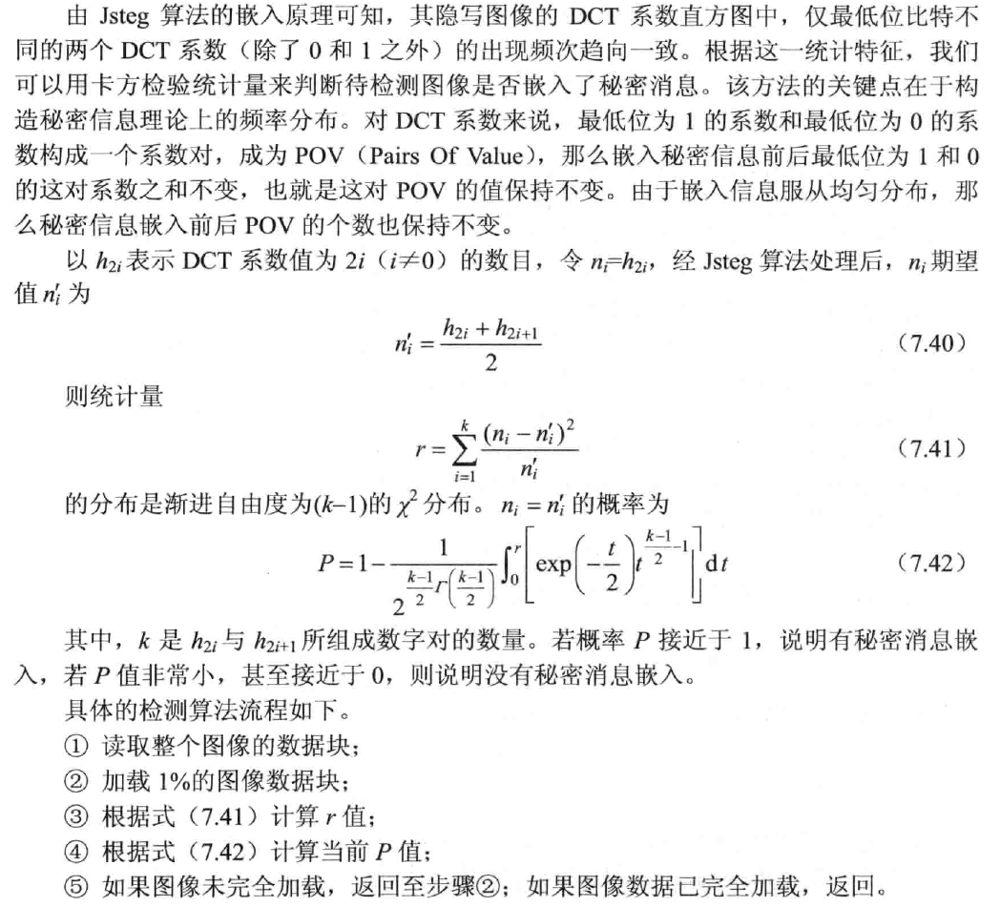 由 Jsteg 算法的嵌入原理可知，其隐写图像的 DCT 系数直方图中，仅最低位比特不
同的两个 DCT 系数（除了 0 和 1 之外）的出现频次趋向一致。根据这一统计特征，我们
可以用卡方检验统计量来判断待检测图像是否嵌入了秘密消息。该方法的关键点在于构
造秘密信息理论上的频率分布。对 DCT 系数来说，最低位为 1 的系数和最低位为 0 的系
数构成一个系数对，成为 POV（Pairs Of Value），那么嵌入秘密信息前后最低位为 1 和 0
的这对系数之和不变，也就是这对 POV 的值保持不变。由于嵌入信息服从均匀分布，那
么秘密信息嵌入前后 POV 的个数也保持不变。
以 h₂ᵢ 表示 DCT 系数值为 2i（i≠0）的数目，令 nᵢ=h₂ᵢ，经 Jsteg 算法处理后，nᵢ 期望
值 n′ᵢ 为
n′ᵢ = \frac{h_{2i} + h_{2i+1}}{2} （7.40）
则统计量
r = \sum_{i=1}^{k} \frac{(n_i - n'_i)^2}{n'_i} （7.41）
的分布是渐进自由度为(k−1)的 χ² 分布。nᵢ = n′ᵢ 的概率为
P = 1 - \frac{1}{2^{\frac{k-1}{2}} \Gamma\left(\frac{k-1}{2}\right)} \int_0^r \left[ \exp\left(-\frac{t}{2}\right) t^{\frac{k-1}{2}-1} \right] dt （7.42）
其中，k 是 h₂ᵢ 与 h₂ᵢ₊₁ 所组成数字对的数量。若概率 P 接近于 1，说明有秘密消息嵌
入，若 P 值非常小，甚至接近于 0，则说明没有秘密消息嵌入。
具体的检测算法流程如下。
① 读取整个图像的数据块；
② 加载 1%的图像数据块；
③ 根据式（7.41）计算 r 值；
④ 根据式（7.42）计算当前 P 值；
⑤ 如果图像未完全加载，返回至步骤②；如果图像数据已完全加载，返回。